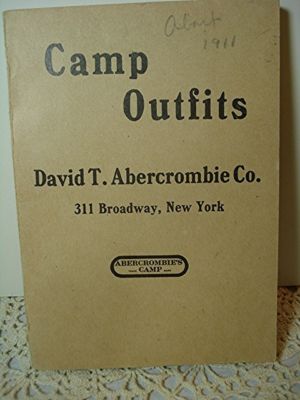 About
1911
Camp
Outfits
David T. Abercrombie Co.
311 Broadway, New York
ABERCROMBIE'S
CAMP